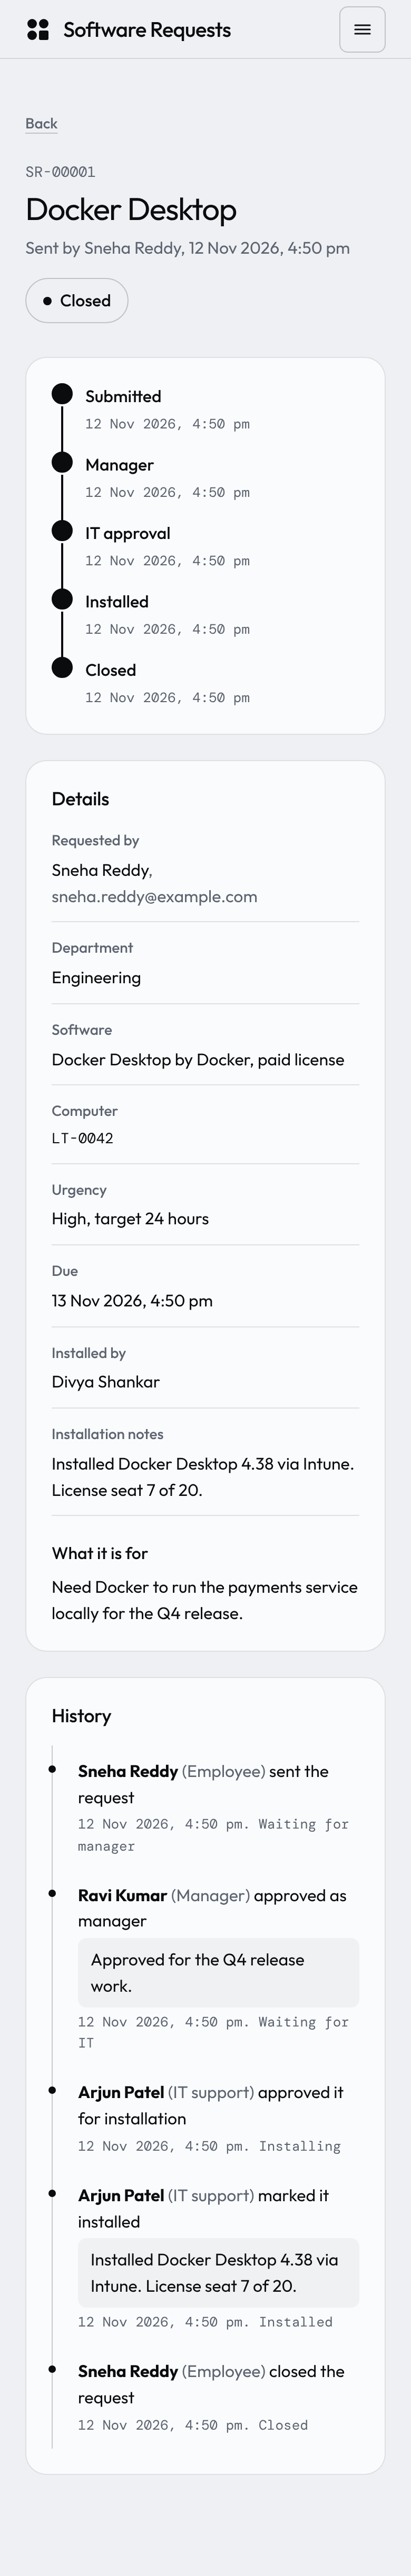 Software Requests
Back
SR-00001
Docker Desktop
Sent by Sneha Reddy, 12 Nov 2026, 4:50 pm
Closed
Submitted
12 Nov 2026, 4:50 pm
Manager
12 Nov 2026, 4:50 pm
IT approval
12 Nov 2026, 4:50 pm
Installed
12 Nov 2026, 4:50 pm
Closed
12 Nov 2026, 4:50 pm
Details
Requested by
Sneha Reddy,
sneha.reddy@example.com
Department
Engineering
Software
Docker Desktop by Docker, paid license
Computer
LT-0042
Urgency
High, target 24 hours
Due
13 Nov 2026, 4:50 pm
Installed by
Divya Shankar
Installation notes
Installed Docker Desktop 4.38 via Intune.
License seat 7 of 20.
What it is for
Need Docker to run the payments service
locally for the Q4 release.
History
Sneha Reddy (Employee) sent the
request
12 Nov 2026, 4:50 pm. Waiting for
manager
Ravi Kumar (Manager) approved as
manager
Approved for the Q4 release
work.
12 Nov 2026, 4:50 pm. Waiting for
IT
Arjun Patel (IT support) approved it
for installation
12 Nov 2026, 4:50 pm. Installing
Arjun Patel (IT support) marked it
installed
Installed Docker Desktop 4.38 via
Intune. License seat 7 of 20.
12 Nov 2026, 4:50 pm. Installed
Sneha Reddy (Employee) closed the
request
12 Nov 2026, 4:50 pm. Closed